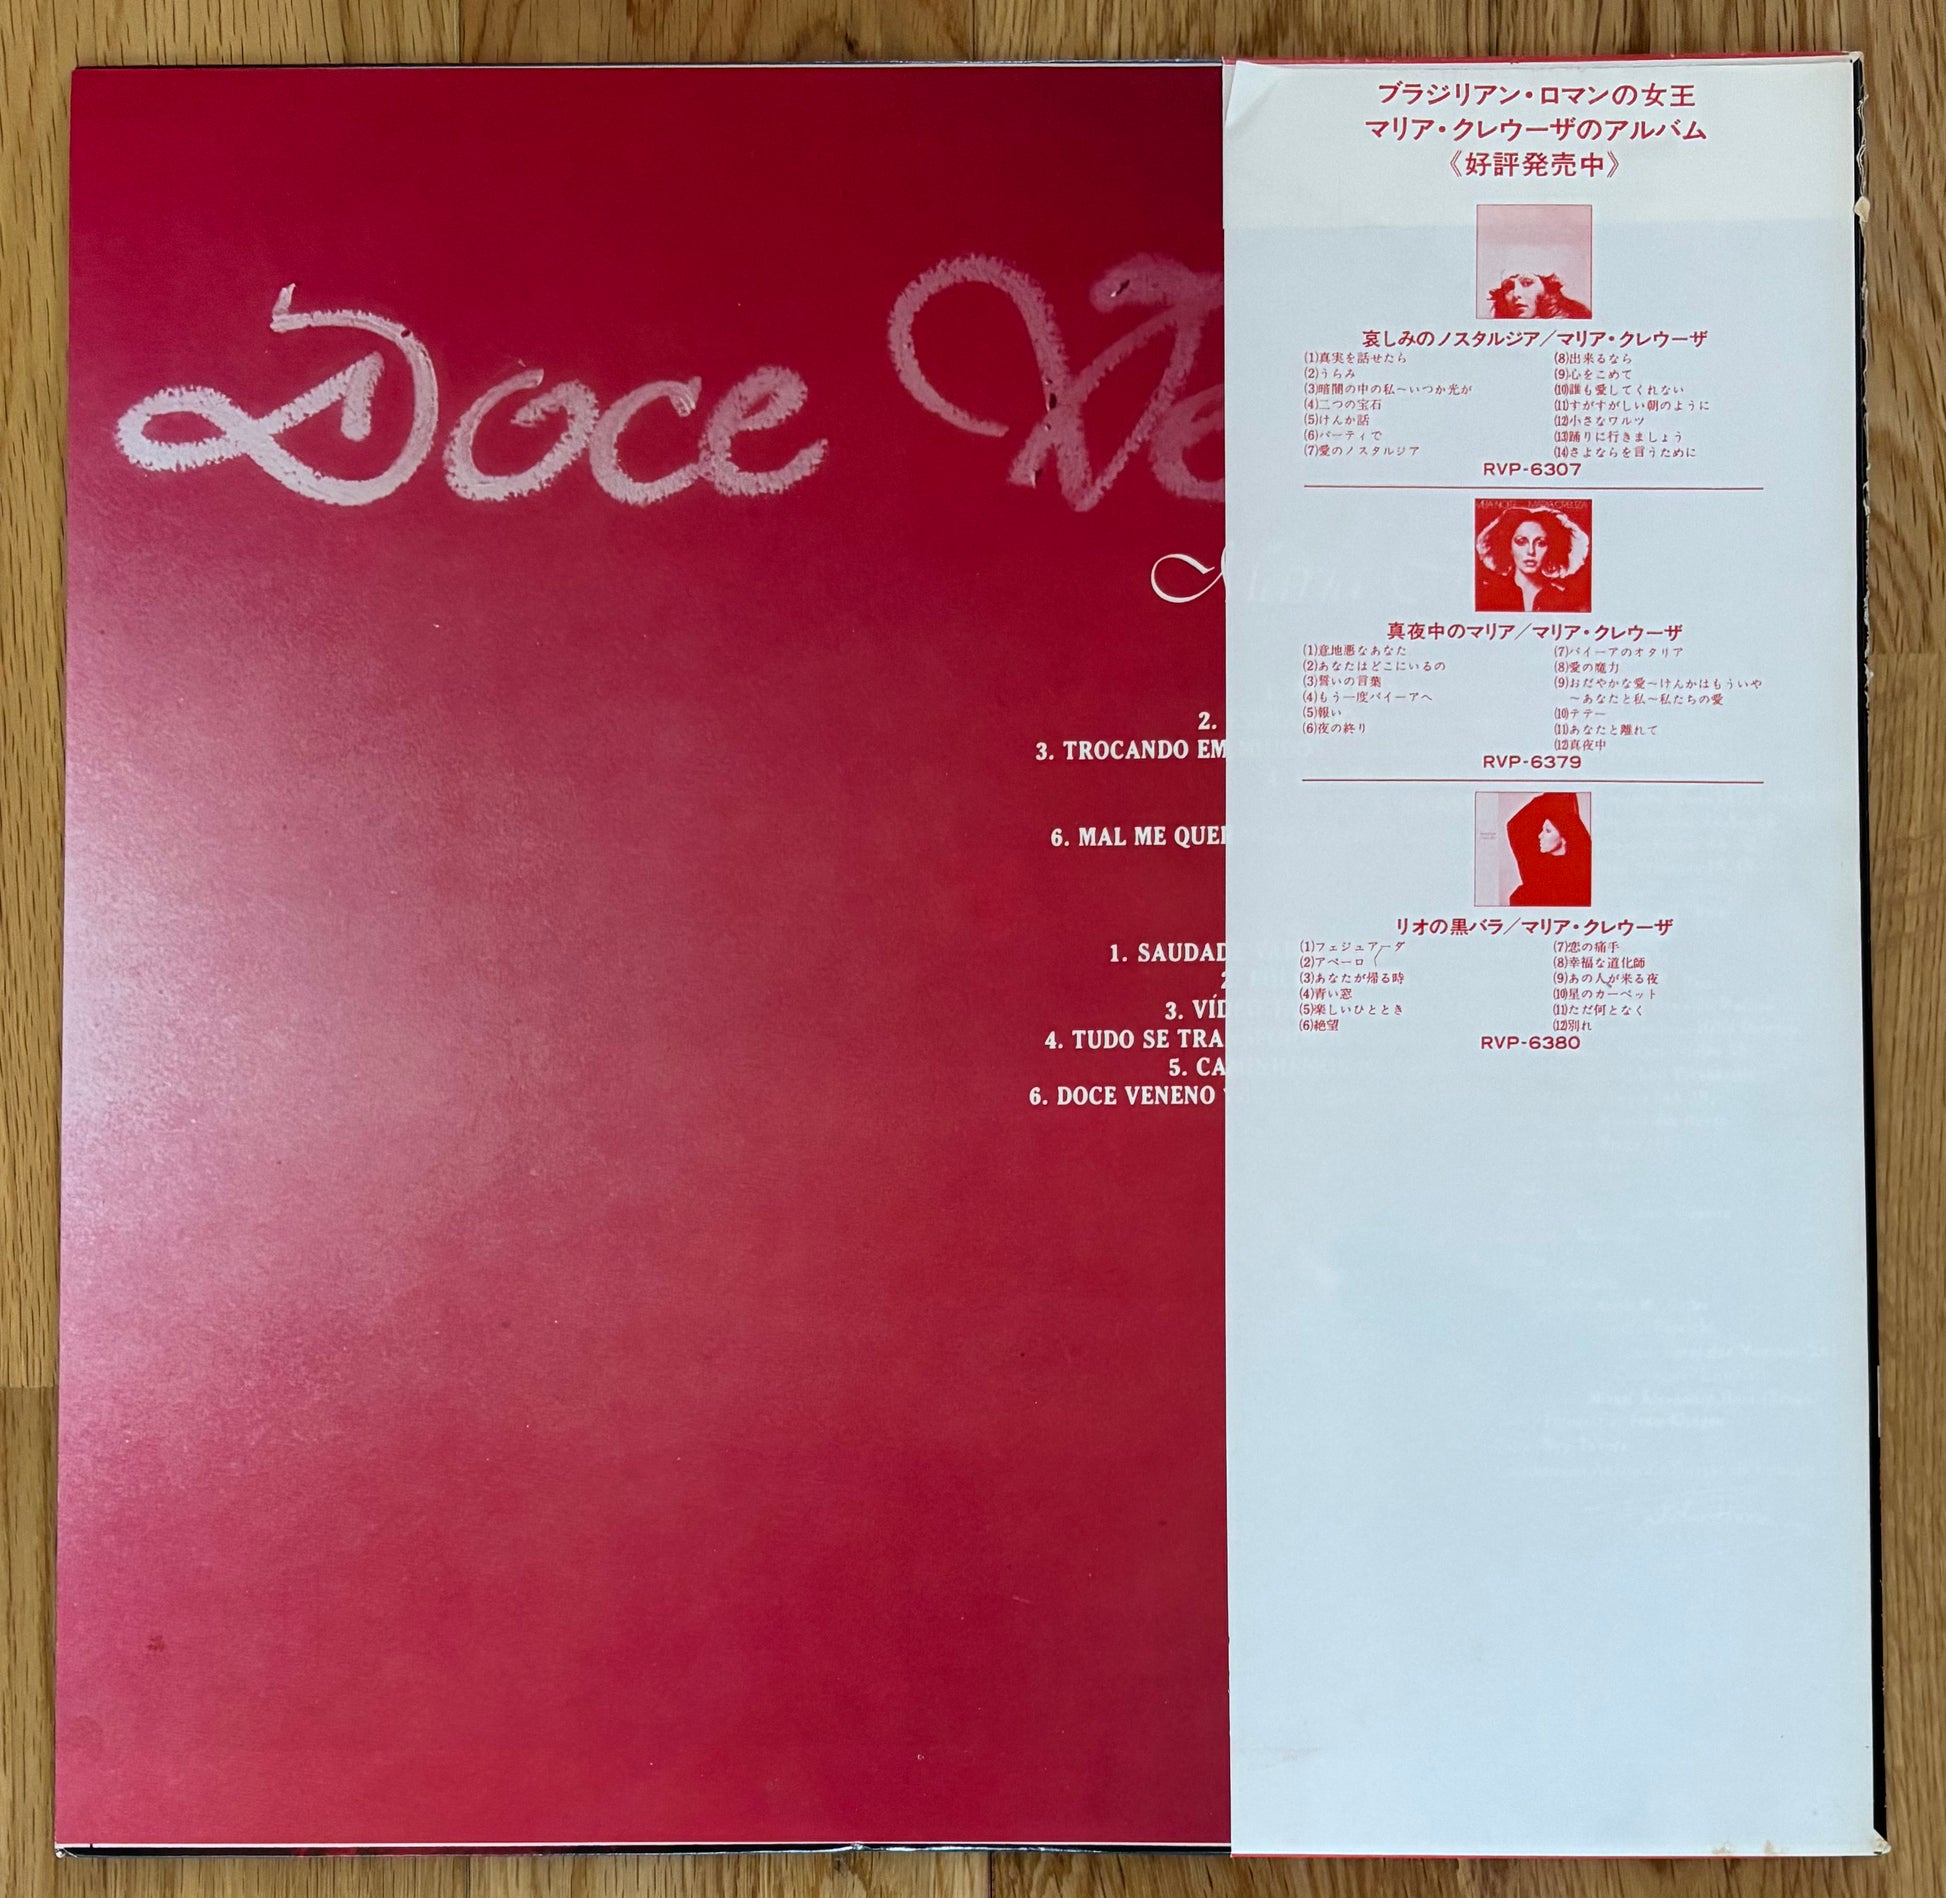 Doce Ve
2.
3. TROCANDO EM
6. MAL ME QUE
1. SAUDAD
2
3. VÍD
4. TUDO SE TRA
5. CA
6. DOCE VENENO
ブラジリアン・ロマンの女王
マリア・クレウーザのアルバム
《好評発売中》
哀しみのノスタルジア／マリア・クレウーザ
(1)真実を話せたら
(2)うらみ
(3)暗闇の中の私〜いつか光が
(4)二つの宝石
(5)けんか話
(6)パーティで
(7)愛のノスタルジア
(8)出来るなら
(9)心をこめて
(10)誰も愛してくれない
(11)すがすがしい朝のように
(12)小さなワルツ
(13)踊りに行きましょう
(14)さよならを言うために
RVP-6307
MEIA NOITE MARIA CREUZA
真夜中のマリア／マリア・クレウーザ
(1)意地悪なあなた
(2)あなたはどこにいるの
(3)誓いの言葉
(4)もう一度バイーアへ
(5)報い
(6)夜の終り
(7)バイーアのオタリア
(8)愛の魔力
(9)おだやかな愛〜けんかはもういや
〜あなたと私〜私たちの愛
(10)テテー
(11)あなたと離れて
(12)真夜中
RVP-6379
リオの黒バラ／マリア・クレウーザ
(1)フェジュアーダ
(2)アペーロ
(3)あなたが帰る時
(4)青い窓
(5)楽しいひととき
(6)絶望
(7)恋の痛手
(8)幸福な道化師
(9)あの人が来る夜
(10)星のカーペット
(11)ただ何となく
(12)別れ
RVP-6380